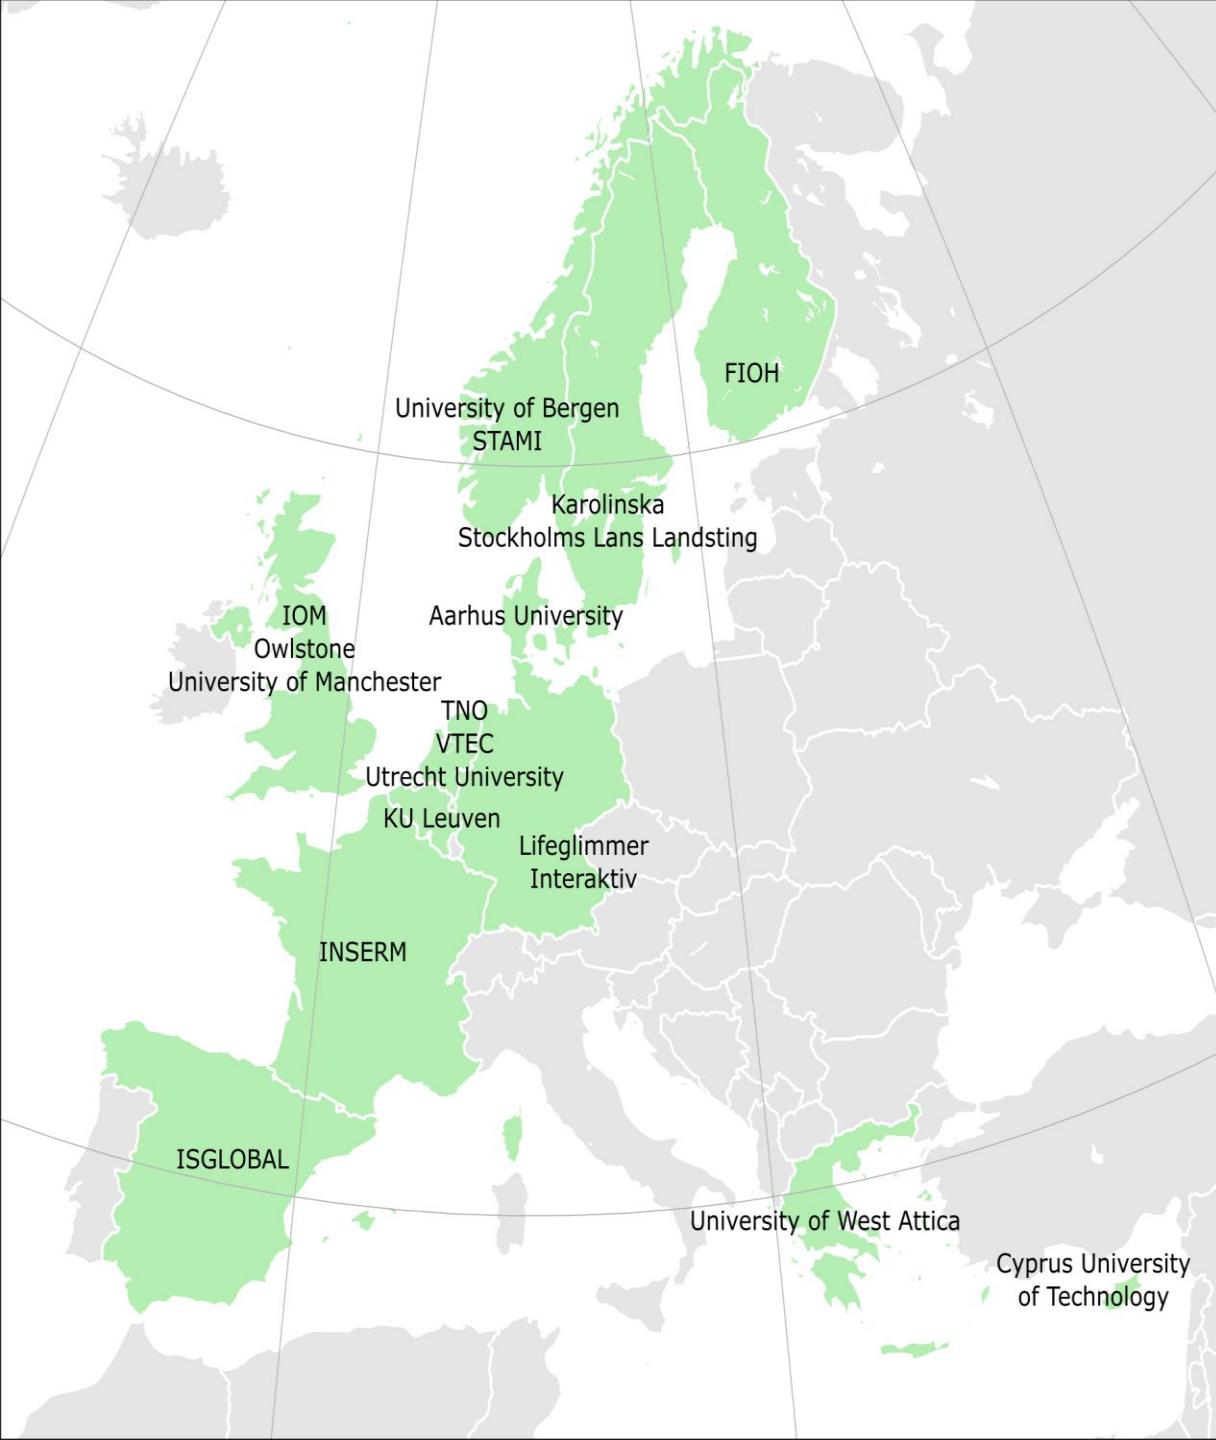 FIOH
University of Bergen
STAMI
Karolinska
Stockholms Lans Landsting
IOM
Owlstone
University of Manchester
Aarhus University
TNO
VTEC
Utrecht University
KU Leuven
Lifeglimmer
Interaktiv
INSERM
ISGLOBAL
University of West Attica
Cyprus University
of Technology